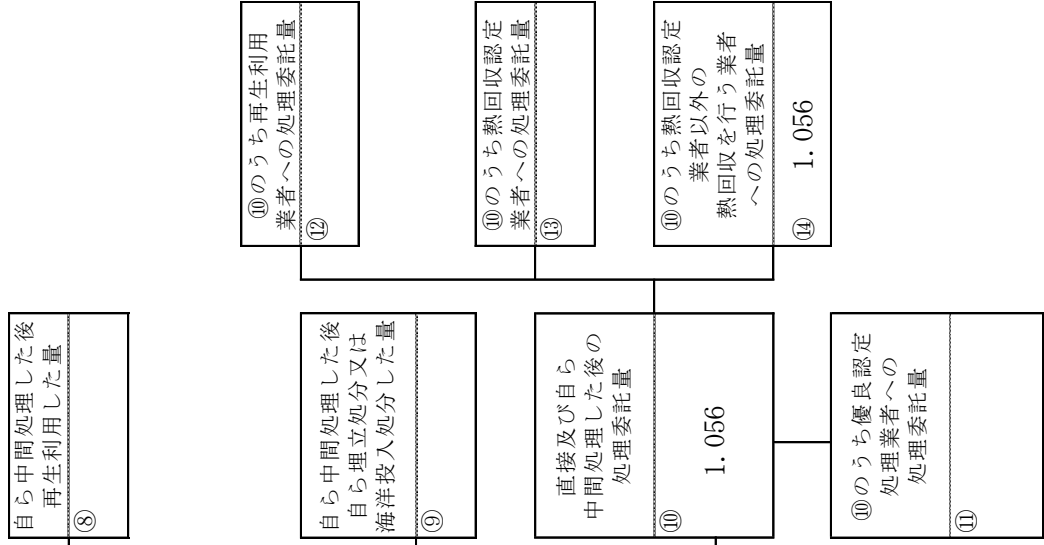 自ら中間処理した後
再生利用した量
⑧
自ら中間処理した後
自ら埋立処分又は
海洋投入処分した量
⑨
直接及び自ら
中間処理した後の
処理委託量
⑩
1.056
⑩のうち優良認定
処理業者への
処理委託量
⑪
⑩のうち再生利用
業者への処理委託量
⑫
⑩のうち熱回収認定
業者への処理委託量
⑬
⑩のうち熱回収認定
業者以外の
熱回収を行う業者
への処理委託量
⑭
1.056